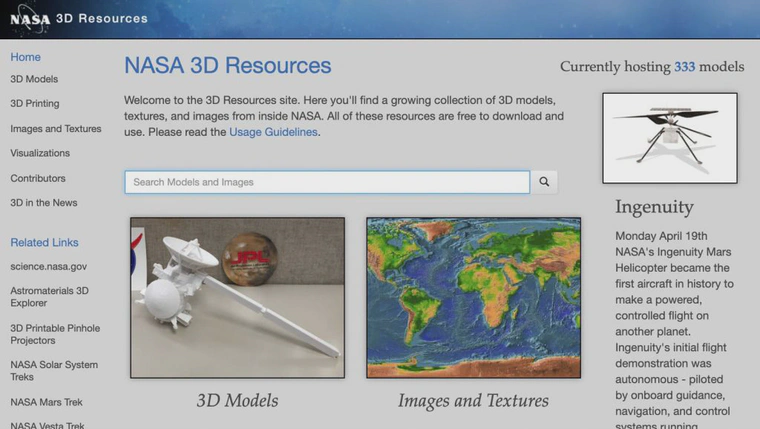 NASA 3D Resources
Home
3D Models
3D Printing
Images and Textures
Visualizations
Contributors
3D in the News
Related Links
science.nasa.gov
Astromaterials 3D
Explorer
3D Printable Pinhole
Projectors
NASA Solar System
Treks
NASA Mars Trek
NASA Vesta Trek
NASA 3D Resources
Welcome to the 3D Resources site. Here you'll find a growing collection of 3D models,
textures, and images from inside NASA. All of these resources are free to download and
use. Please read the Usage Guidelines.
Search Models and Images
JPL
3D Models
Images and Textures
Currently hosting 333 models
Ingenuity
Monday April 19th
NASA's Ingenuity Mars
Helicopter became the
first aircraft in history to
make a powered,
controlled flight on
another planet.
Ingenuity's initial flight
demonstration was
autonomous - piloted
by onboard guidance,
navigation, and control
systems running